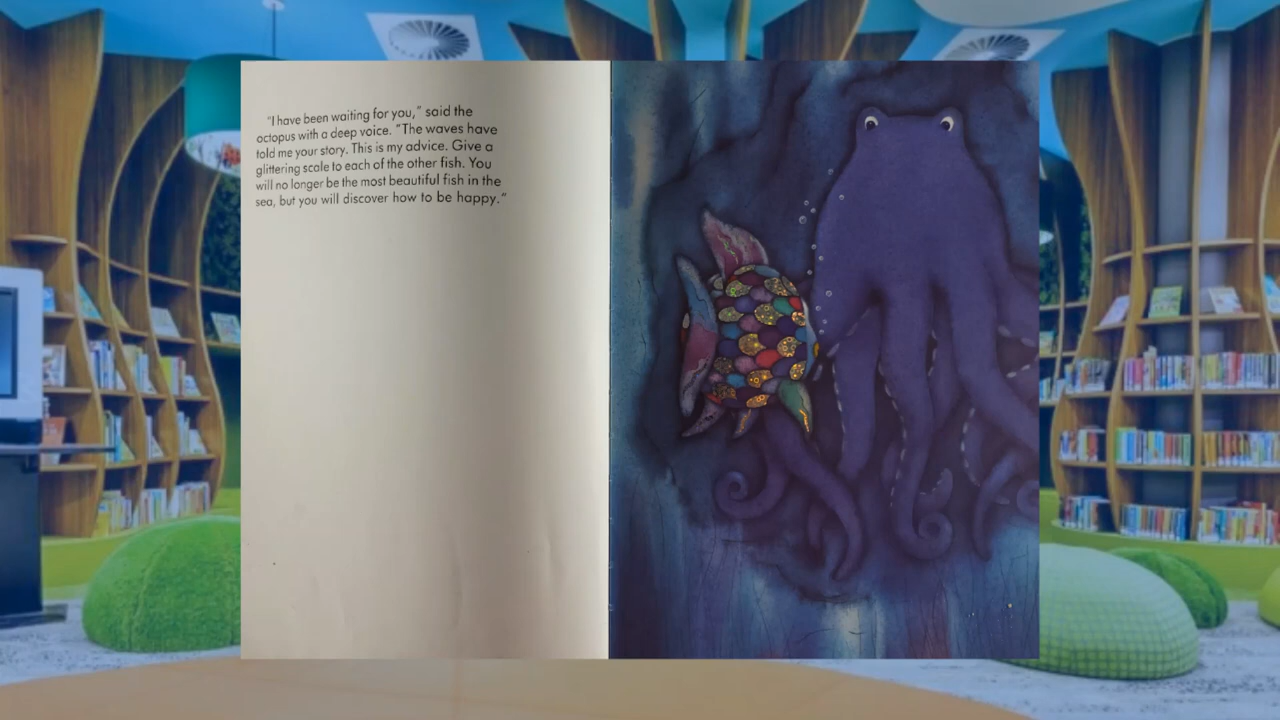 "I have been waiting for you," said the
octopus with a deep voice. "The waves have
told me your story. This is my advice. Give a
glittering scale to each of the other fish. You
will no longer be the most beautiful fish in the
sea, but you will discover how to be happy."